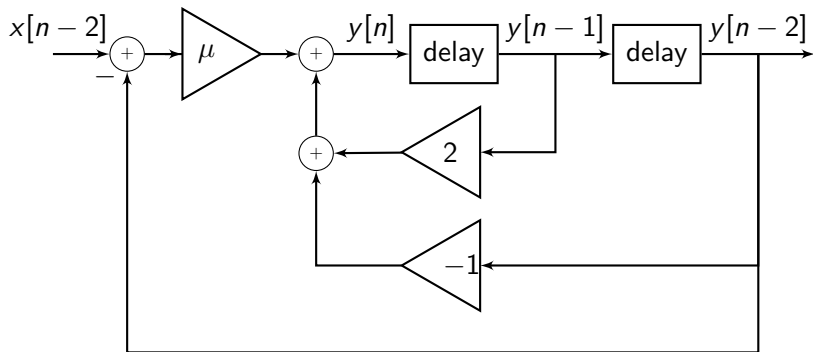 x[n − 2] + μ + y[n] delay y[n − 1] delay y[n − 2]
−
+ 2
−1